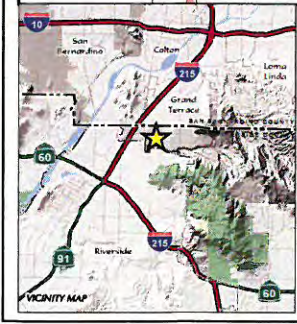 10
San
Bernardino
Colton
Loma
Linda
215
Grand
Terrace
60
91
Riverside
215
60
VICINITY MAP